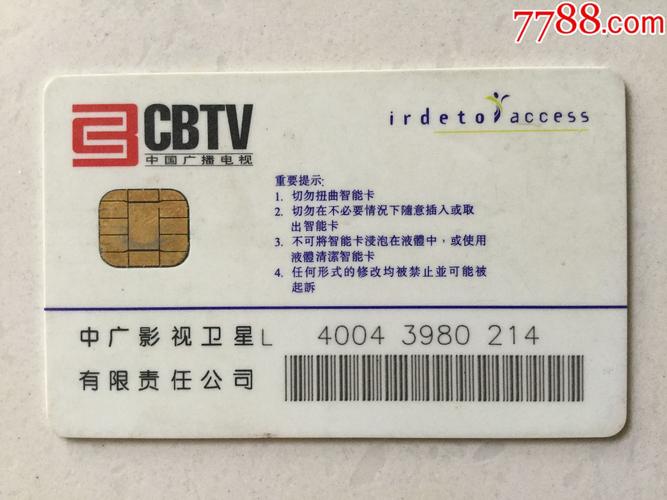 7788.com
CBTV
中国广播电视
irdeto access
重要提示:
1. 切勿扭曲智能卡
2. 切勿在不必要情況下隨意插入或取
出智能卡
3. 不可將智能卡浸泡在液體中，或使用
液體清潔智能卡
4. 任何形式的修改均被禁止並可能被
起訴
中广影视卫星L 4004 3980 214
有限责任公司